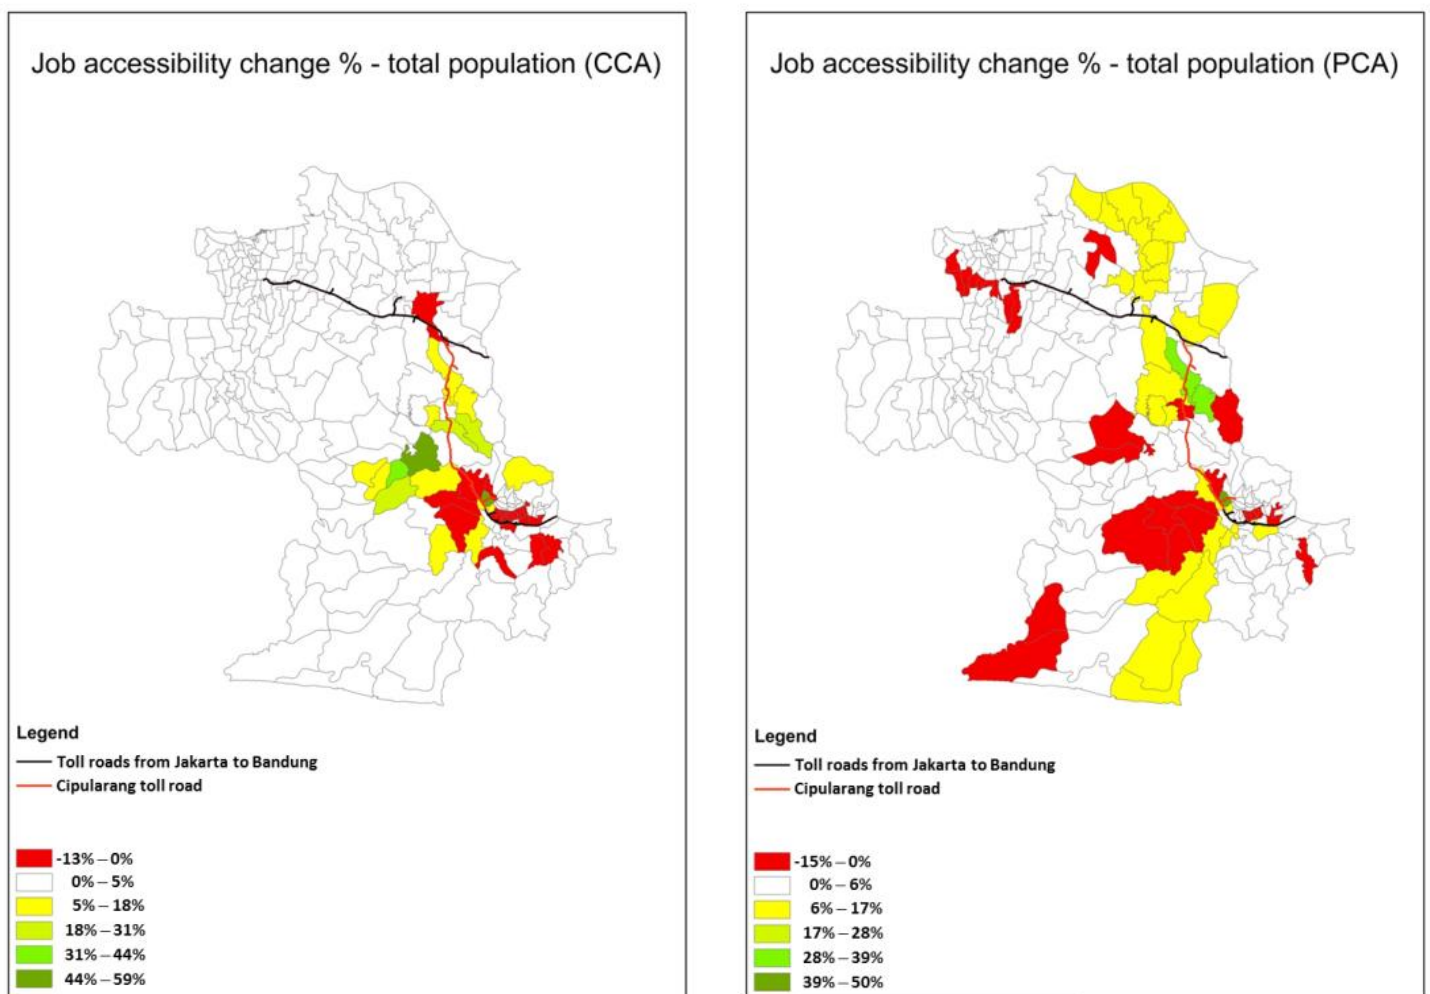 Job accessibility change % - total population (CCA)
Legend
Toll roads from Jakarta to Bandung
Cipularang toll road
-13% – 0%
0% – 5%
5% – 18%
18% – 31%
31% – 44%
44% – 59%
Job accessibility change % - total population (PCA)
Legend
Toll roads from Jakarta to Bandung
Cipularang toll road
-15% – 0%
0% – 6%
6% – 17%
17% – 28%
28% – 39%
39% – 50%